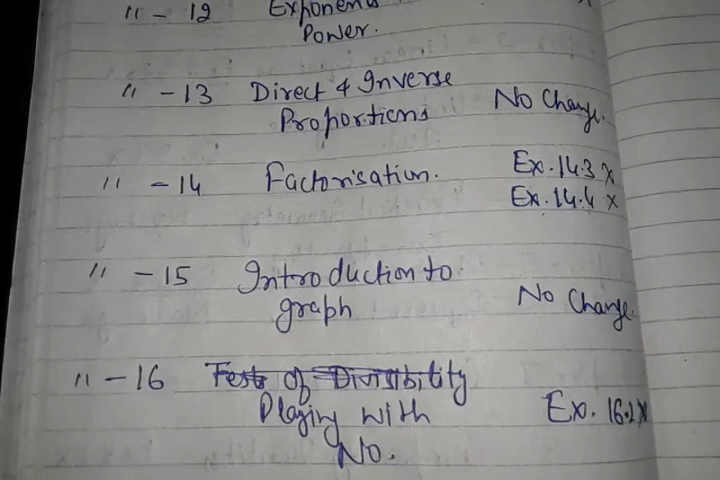 " - 12 Exponents
Power.
" - 13 Direct & Inverse
Proportions No Change.
" - 14 Factorisation. Ex. 14.3 x
Ex. 14.4 x
" - 15 Introduction to
graph No Change.
" - 16 Tests of Divisibility
Playing with Ex. 16.2 x
No.